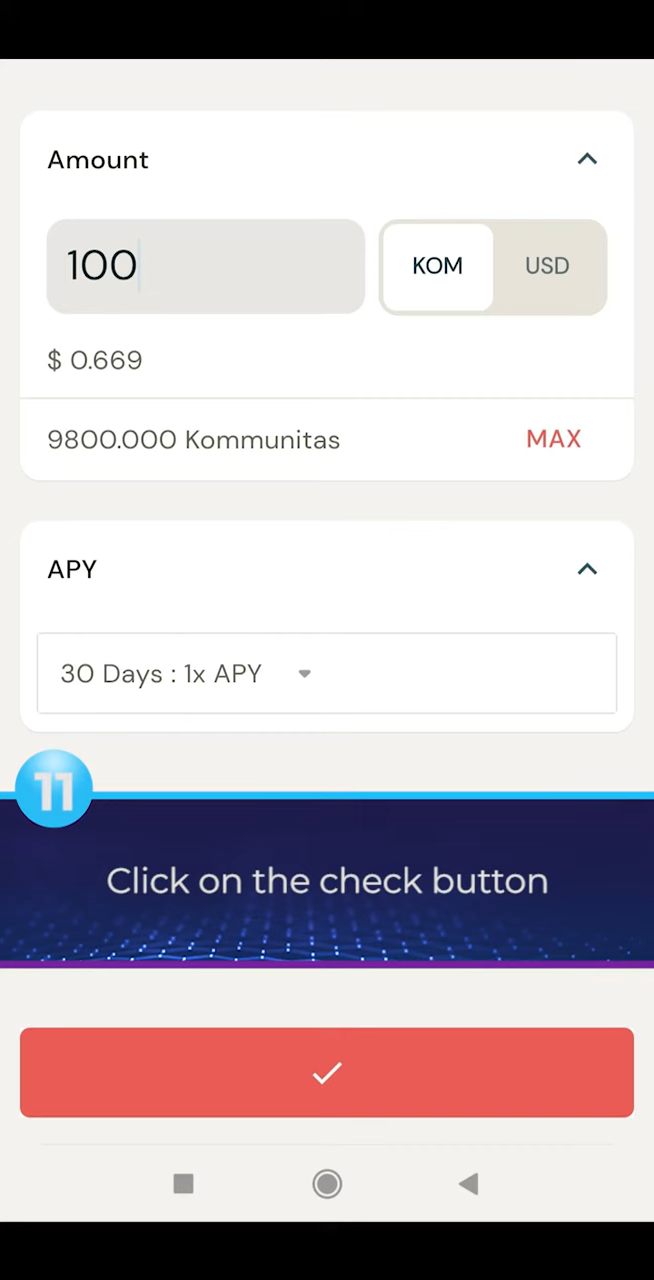 Amount
100
KOM
USD
$ 0.669
9800.000 Kommunitas
MAX
APY
30 Days : 1x APY
11
Click on the check button